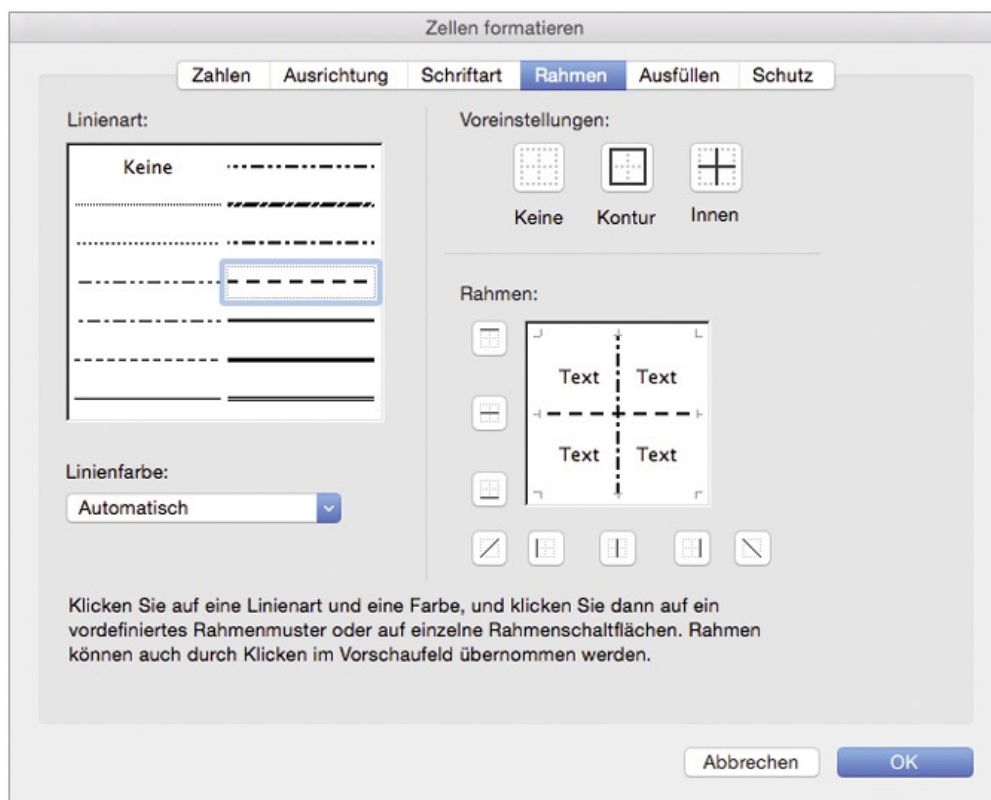 Zellen formatieren
Zahlen Ausrichtung Schriftart Rahmen Ausfüllen Schutz
Linienart:
Keine
Linienfarbe:
Automatisch
Voreinstellungen:
Keine Kontur Innen
Rahmen:
Text Text
Text Text
Klicken Sie auf eine Linienart und eine Farbe, und klicken Sie dann auf ein
vordefiniertes Rahmenmuster oder auf einzelne Rahmenschaltflächen. Rahmen
können auch durch Klicken im Vorschaufeld übernommen werden.
Abbrechen OK